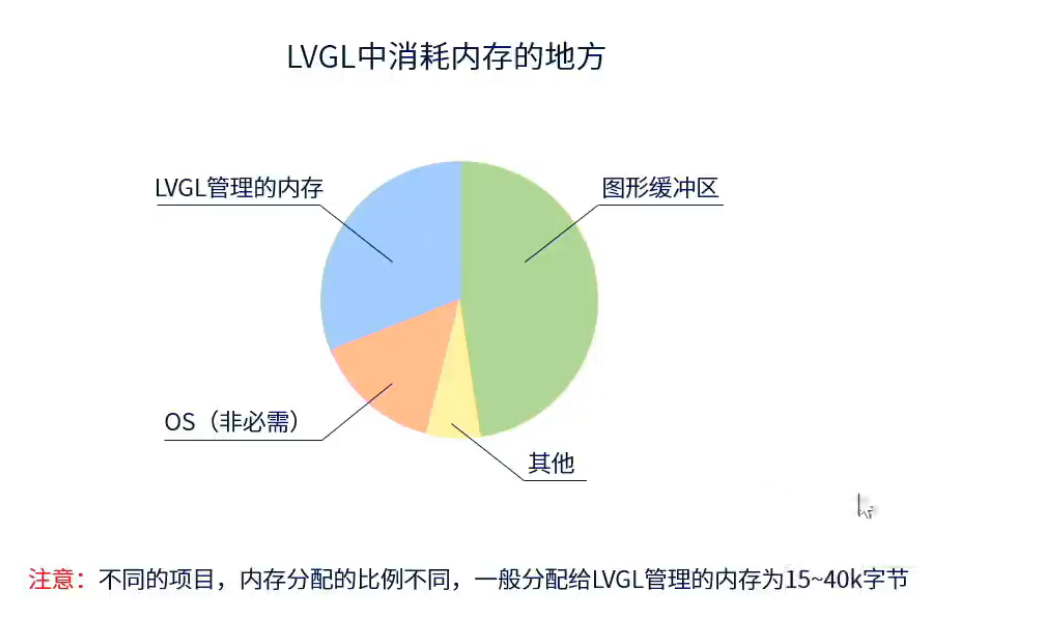 LVGL中消耗内存的地方
LVGL管理的内存
图形缓冲区
OS（非必需）
其他
注意：不同的项目，内存分配的比例不同，一般分配给LVGL管理的内存为15~40k字节